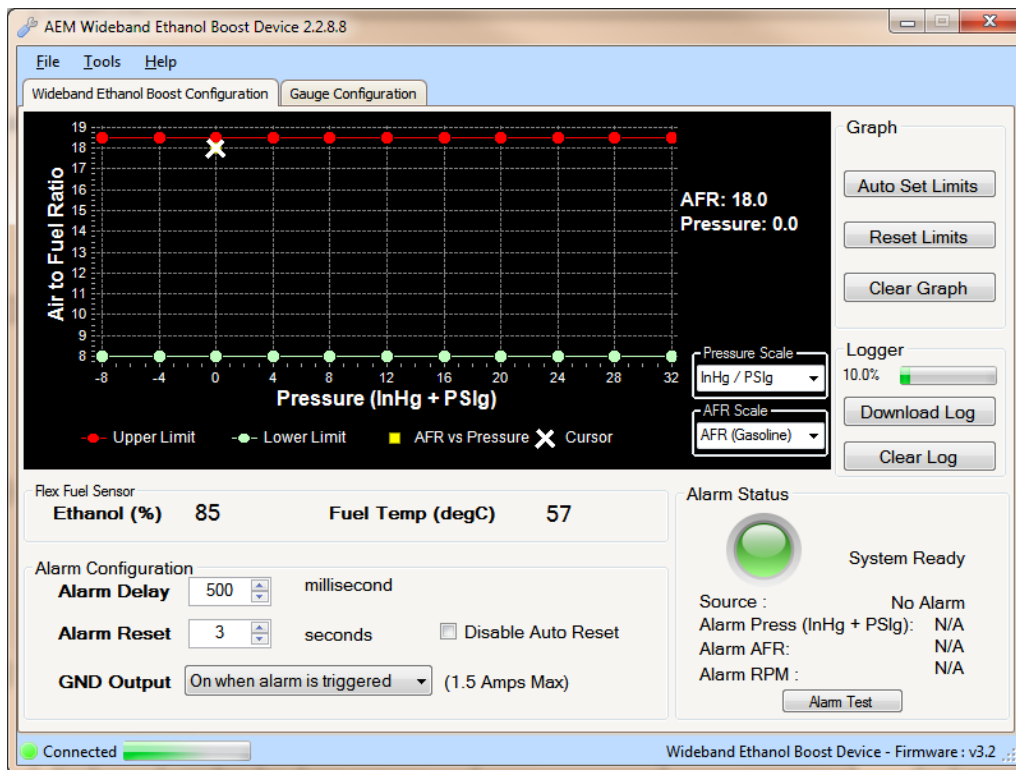 AEM Wideband Ethanol Boost Device 2.2.8.8
File Tools Help
Wideband Ethanol Boost Configuration Gauge Configuration
19
18
17
16
15
14
13
12
11
10
9
8
Air to Fuel Ratio
-8 -4 0 4 8 12 16 20 24 28 32
Pressure (InHg + PSIg)
Upper Limit Lower Limit AFR vs Pressure Cursor
AFR: 18.0
Pressure: 0.0
Pressure Scale
InHg / PSIg
AFR Scale
AFR (Gasoline)
Graph
Auto Set Limits
Reset Limits
Clear Graph
Logger
10.0%
Download Log
Clear Log
Flex Fuel Sensor
Ethanol (%) 85 Fuel Temp (degC) 57
Alarm Configuration
Alarm Delay 500 millisecond
Alarm Reset 3 seconds Disable Auto Reset
GND Output On when alarm is triggered (1.5 Amps Max)
Alarm Status
System Ready
Source : No Alarm
Alarm Press (InHg + PSIg): N/A
Alarm AFR: N/A
Alarm RPM : N/A
Alarm Test
Connected Wideband Ethanol Boost Device - Firmware : v3.2